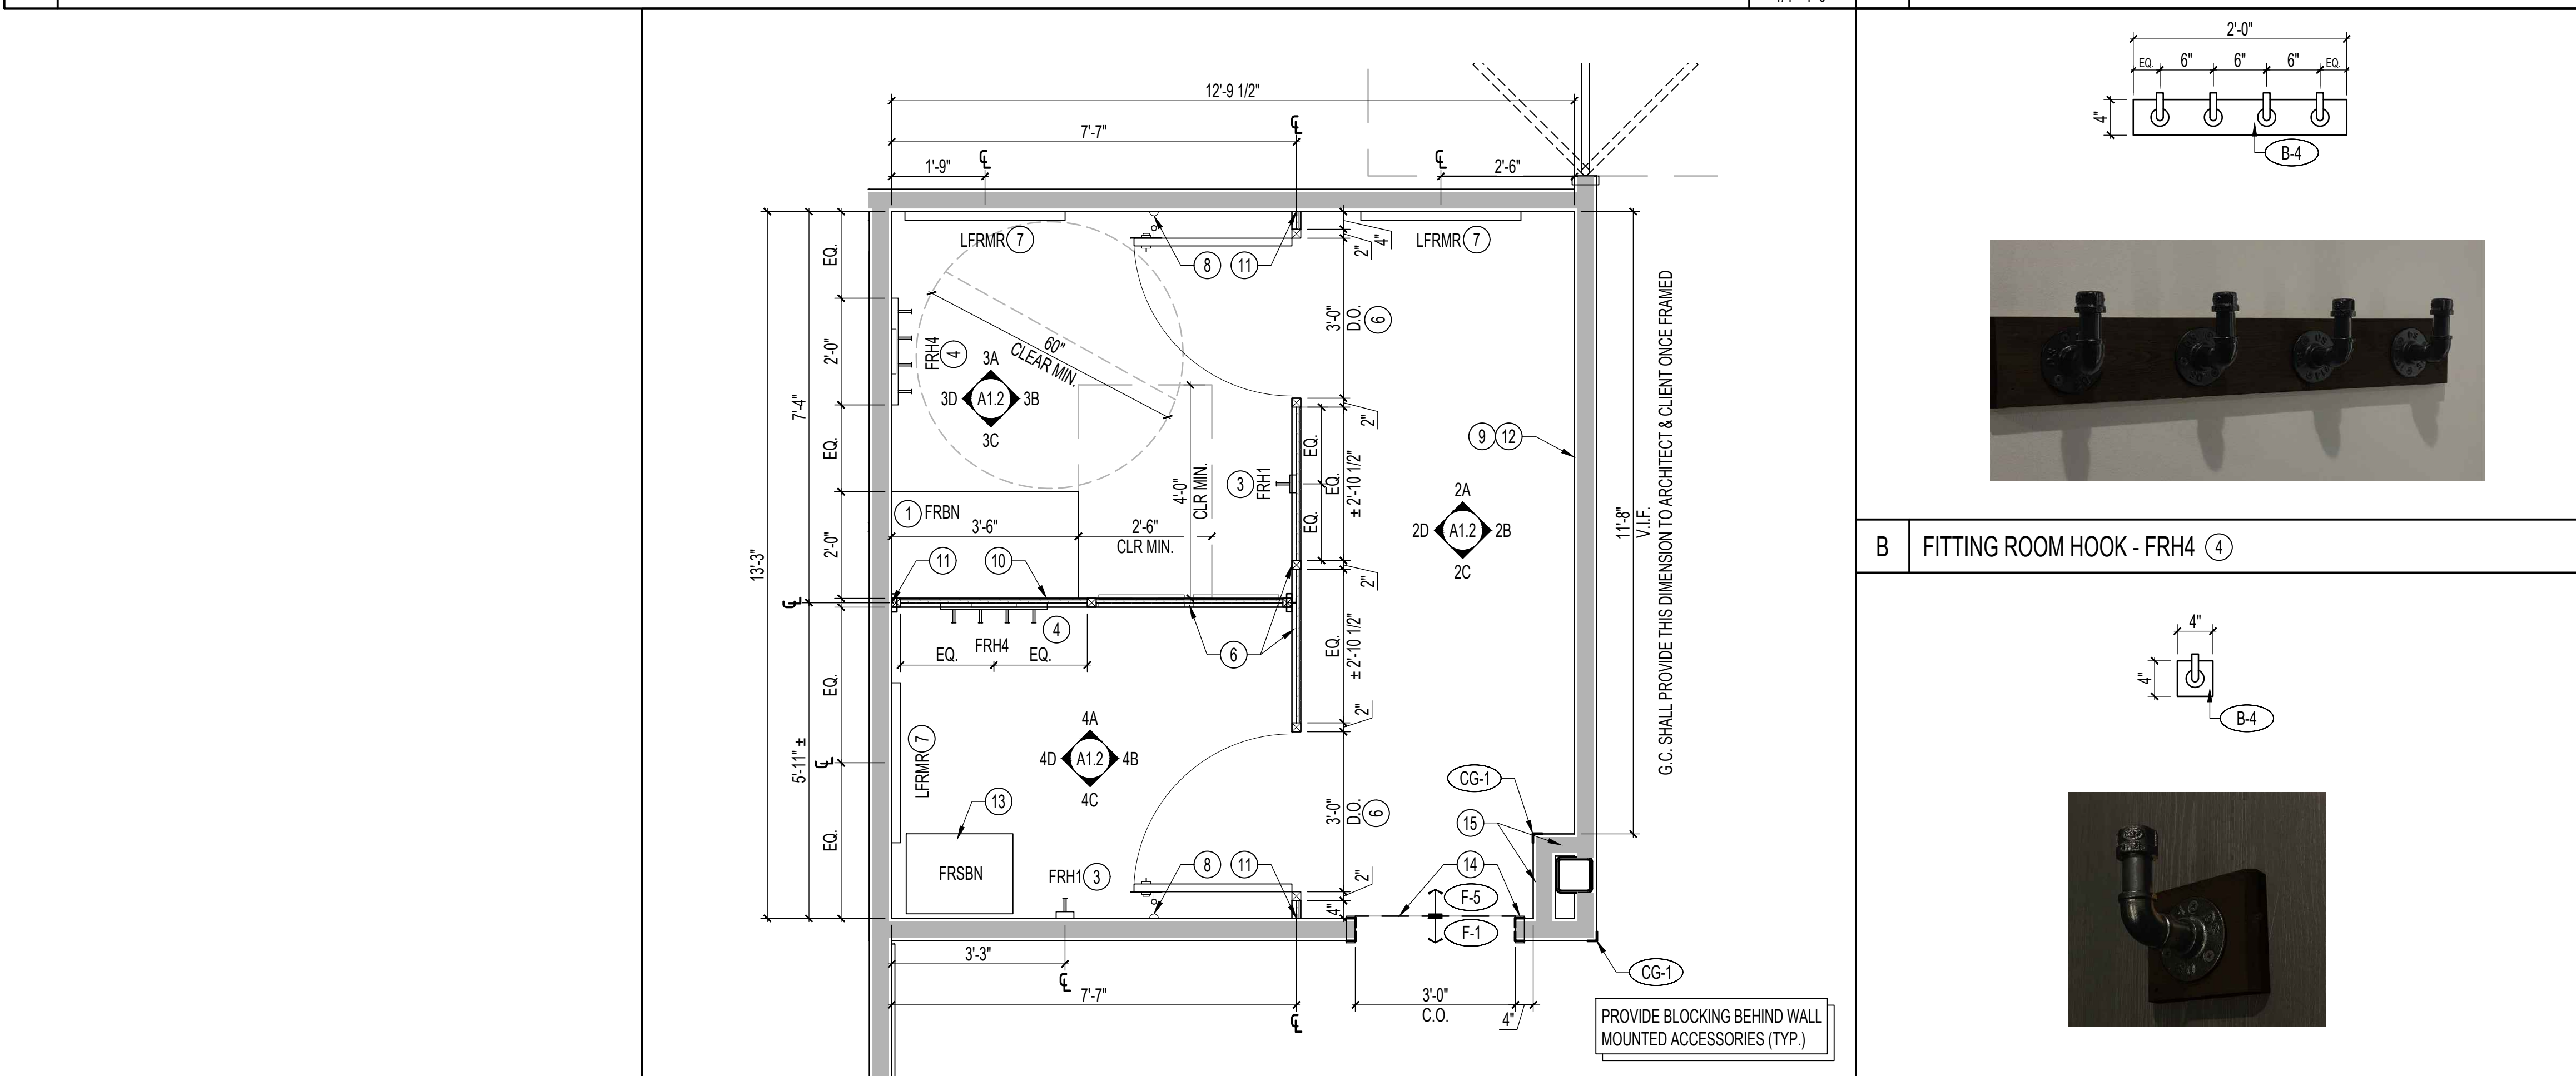 12'-9 1/2"
7'-7"
℄
1'-9"
℄
℄
2'-6"
LFRMR 7
8
11
LFRMR 7
4"
2"
EQ.
2'-0"
EQ.
7'-4"
2'-0"
13'-3"
FRH4
4
60"
CLEAR MIN.
3A
3D A1.2 3B
3C
3'-0"
D.O.
6
2"
EQ.
EQ.
EQ.
± 2'-10 1/2"
3
FRH1
4'-0"
CLR MIN.
9 12
2A
2D A1.2 2B
2C
11'-8"
V.I.F.
G.C. SHALL PROVIDE THIS DIMENSION TO ARCHITECT & CLIENT ONCE FRAMED
1 FRBN
3'-6"
2'-6"
CLR MIN.
11
10
2"
℄
4
FRH4
EQ.
EQ.
6
EQ.
± 2'-10 1/2"
2"
EQ.
5'-11" ±
℄
EQ.
LFRMR 7
4A
4D A1.2 4B
4C
13
FRSBN
FRH1 3
8
11
3'-0"
D.O.
6
2"
4"
CG-1
15
14
F-5
F-1
CG-1
3'-3"
℄
7'-7"
℄
3'-0"
C.O.
4"
PROVIDE BLOCKING BEHIND WALL
MOUNTED ACCESSORIES (TYP.)
2'-0"
EQ. 6" 6" 6" EQ.
4"
B-4
B FITTING ROOM HOOK - FRH4 4
4"
4"
B-4